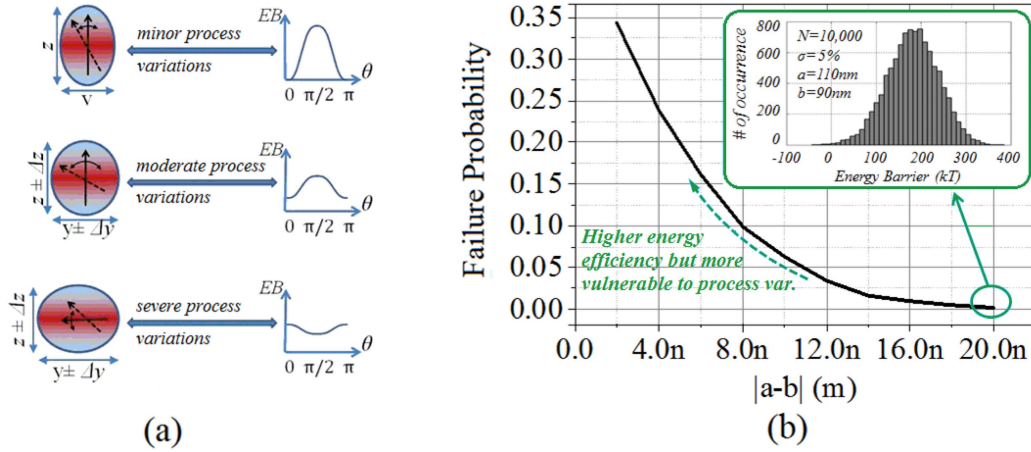 z
y
minor process
variations
EB
θ
0 π/2 π
z ± Δz
y± Δy
moderate process
variations
EB
θ
0 π/2 π
z ± Δz
y± Δy
severe process
variations
EB
θ
0 π/2 π
(a)
Failure Probability
0.35
0.30
0.25
0.20
0.15
0.10
0.05
0.00
0.0 4.0n 8.0n 12.0n 16.0n 20.0n
|a-b| (m)
Higher energy
efficiency but more
vulnerable to process var.
# of occurrence
800
600
400
200
0
N=10,000
σ=5%
a=110nm
b=90nm
-100 0 100 200 300 400
Energy Barrier (kT)
(b)